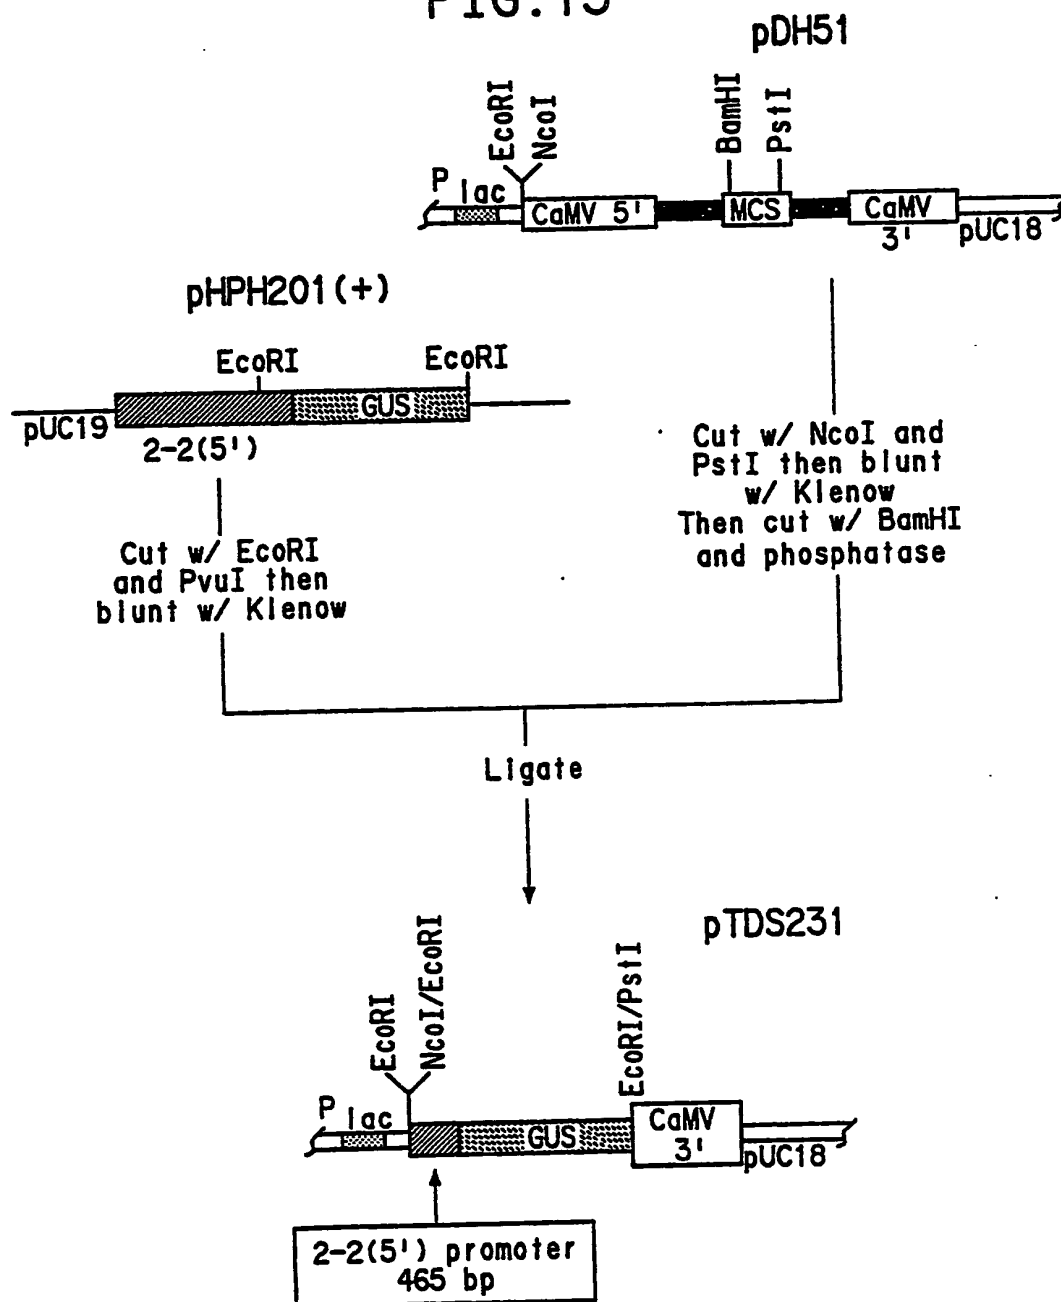 FIG.15
pDH51
EcoRI
NcoI
BamHI
PstI
P lac
CaMV 5'
MCS
CaMV
3'
pUC18
pHPH201(+)
EcoRI
EcoRI
GUS
pUC19
2-2(5')
Cut w/ EcoRI
and PvuI then
blunt w/ Klenow
Cut w/ NcoI and
PstI then blunt
w/ Klenow
Then cut w/ BamHI
and phosphatase
Ligate
pTDS231
EcoRI
NcoI/EcoRI
EcoRI/PstI
P lac
GUS
CaMV
3'
pUC18
2-2(5') promoter
465 bp